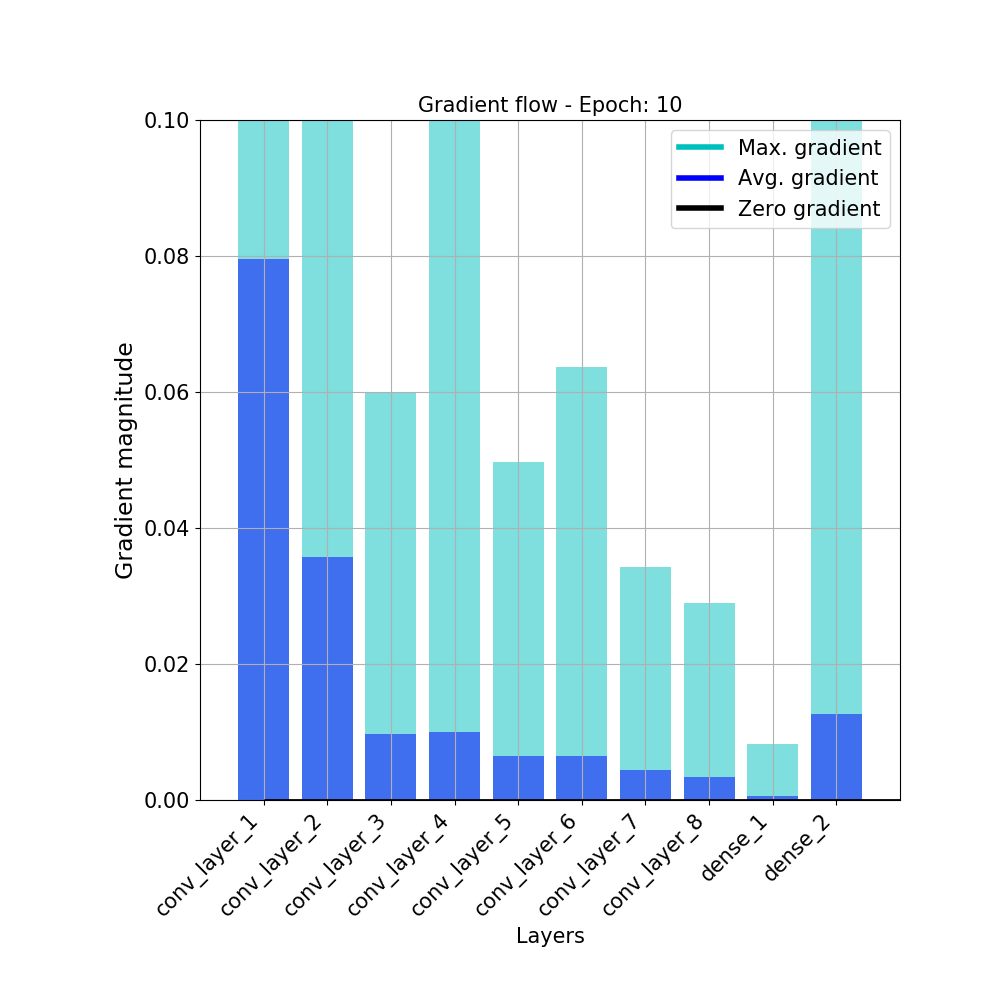 Gradient flow - Epoch: 10
Max. gradient
Avg. gradient
Zero gradient
Gradient magnitude
0.10
0.08
0.06
0.04
0.02
0.00
conv_layer_1
conv_layer_2
conv_layer_3
conv_layer_4
conv_layer_5
conv_layer_6
conv_layer_7
conv_layer_8
dense_1
dense_2
Layers